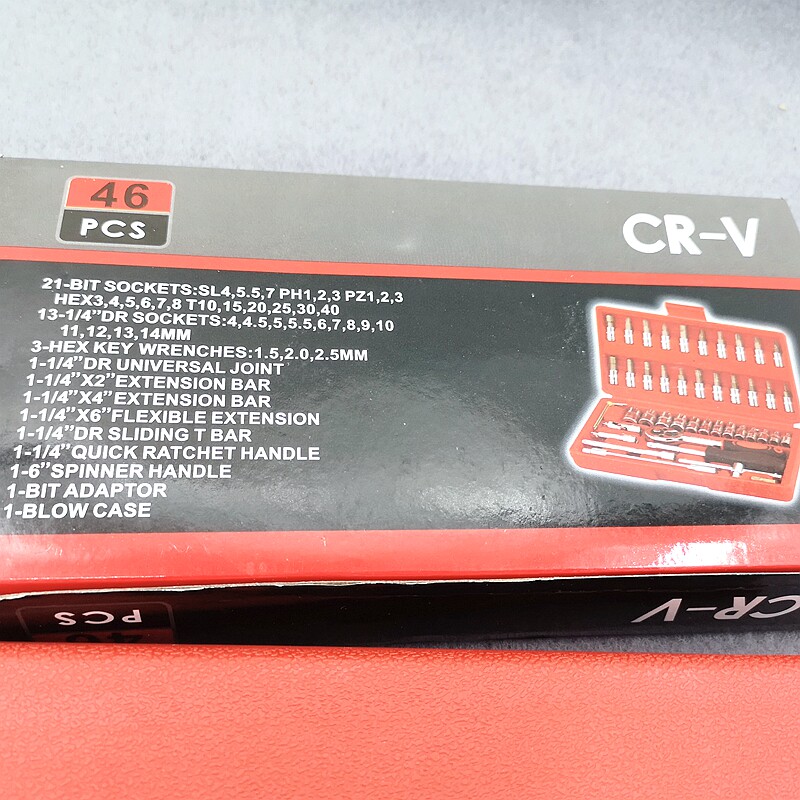 46
PCS
CR-V
21-BIT SOCKETS:SL4,5.5,7 PH1,2,3 PZ1,2,3
HEX3,4,5,6,7,8 T10,15,20,25,30,40
13-1/4”DR SOCKETS:4,4.5,5,5.5,6,7,8,9,10
11,12,13,14MM
3-HEX KEY WRENCHES:1.5,2.0,2.5MM
1-1/4”DR UNIVERSAL JOINT
1-1/4”X2”EXTENSION BAR
1-1/4”X4”EXTENSION BAR
1-1/4”X6”FLEXIBLE EXTENSION
1-1/4”DR SLIDING T BAR
1-1/4”QUICK RATCHET HANDLE
1-6”SPINNER HANDLE
1-BIT ADAPTOR
1-BLOW CASE
46
PCS
CR-V